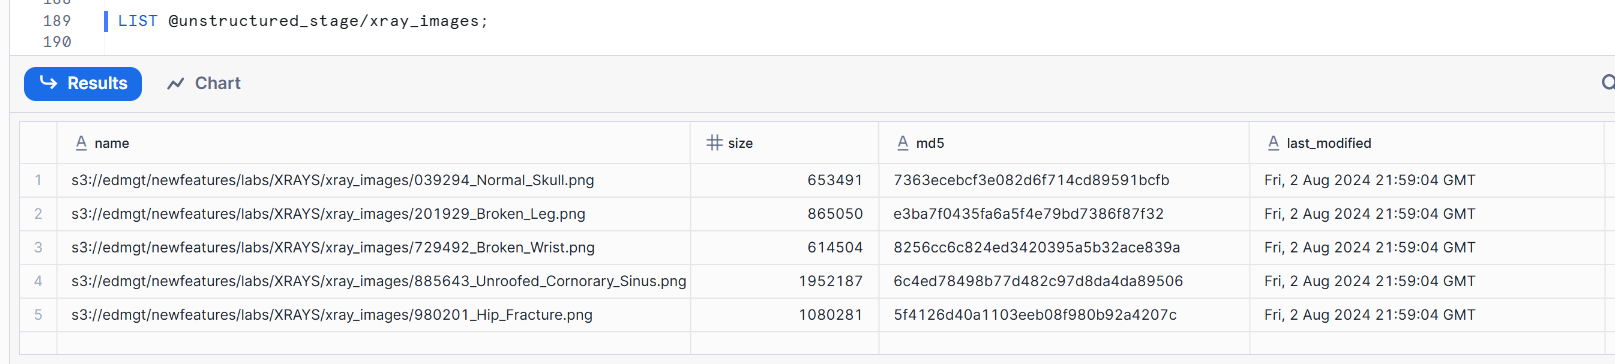 189 LIST @unstructured_stage/xray_images;
190
Results Chart
name size md5 last_modified
1 s3://edmgt/newfeatures/labs/XRAYS/xray_images/039294_Normal_Skull.png 653491 7363ecebcf3e082d6f714cd89591bcfb Fri, 2 Aug 2024 21:59:04 GMT
2 s3://edmgt/newfeatures/labs/XRAYS/xray_images/201929_Broken_Leg.png 865050 e3ba7f0435fa6a5f4e79bd7386f87f32 Fri, 2 Aug 2024 21:59:04 GMT
3 s3://edmgt/newfeatures/labs/XRAYS/xray_images/729492_Broken_Wrist.png 614504 8256cc6c824ed3420395a5b32ace839a Fri, 2 Aug 2024 21:59:04 GMT
4 s3://edmgt/newfeatures/labs/XRAYS/xray_images/885643_Unroofed_Cornorary_Sinus.png 1952187 6c4ed78498b77d482c97d8da4da89506 Fri, 2 Aug 2024 21:59:04 GMT
5 s3://edmgt/newfeatures/labs/XRAYS/xray_images/980201_Hip_Fracture.png 1080281 5f4126d40a1103eeb08f980b92a4207c Fri, 2 Aug 2024 21:59:04 GMT